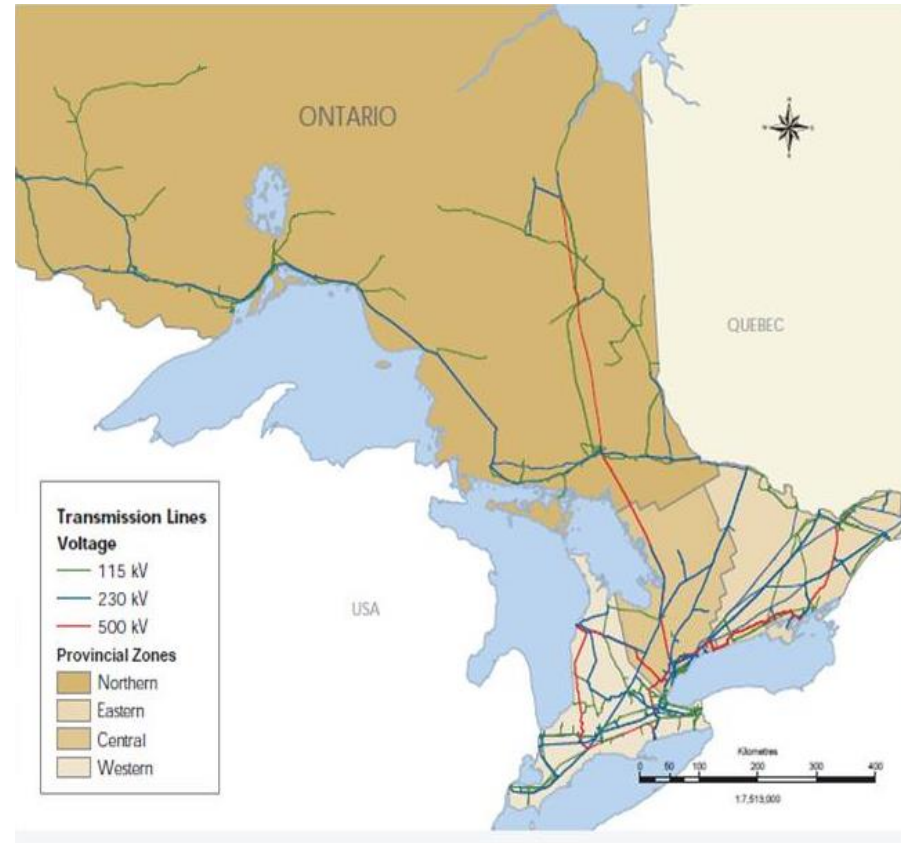 ONTARIO
QUEBEC
USA
Transmission Lines
Voltage
115 kV
230 kV
500 kV
Provincial Zones
Northern
Eastern
Central
Western
Kilometres
0 50 100 200 300 400
1:7,513,000